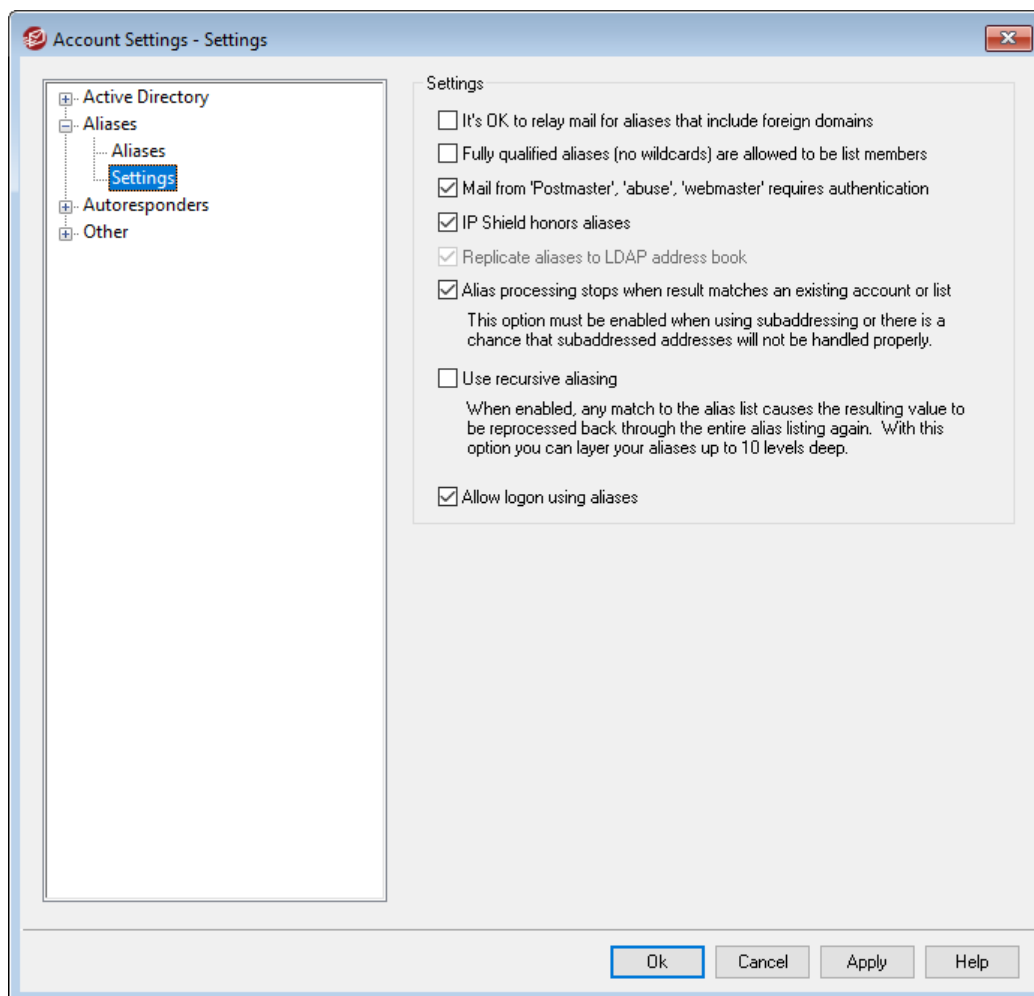 Account Settings - Settings
Active Directory
Aliases
Aliases
Settings
Autoresponders
Other
Settings
It's OK to relay mail for aliases that include foreign domains
Fully qualified aliases (no wildcards) are allowed to be list members
Mail from 'Postmaster', 'abuse', 'webmaster' requires authentication
IP Shield honors aliases
Replicate aliases to LDAP address book
Alias processing stops when result matches an existing account or list
This option must be enabled when using subaddressing or there is a
chance that subaddressed addresses will not be handled properly.
Use recursive aliasing
When enabled, any match to the alias list causes the resulting value to
be reprocessed back through the entire alias listing again.  With this
option you can layer your aliases up to 10 levels deep.
Allow logon using aliases
Ok
Cancel
Apply
Help